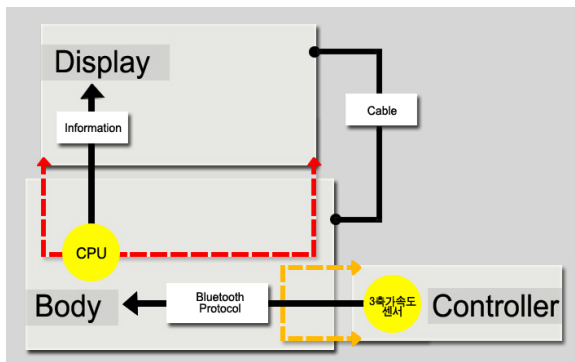 Display
Information
Cable
CPU
Body
Bluetooth
Protocol
3축가속도
센서
Controller